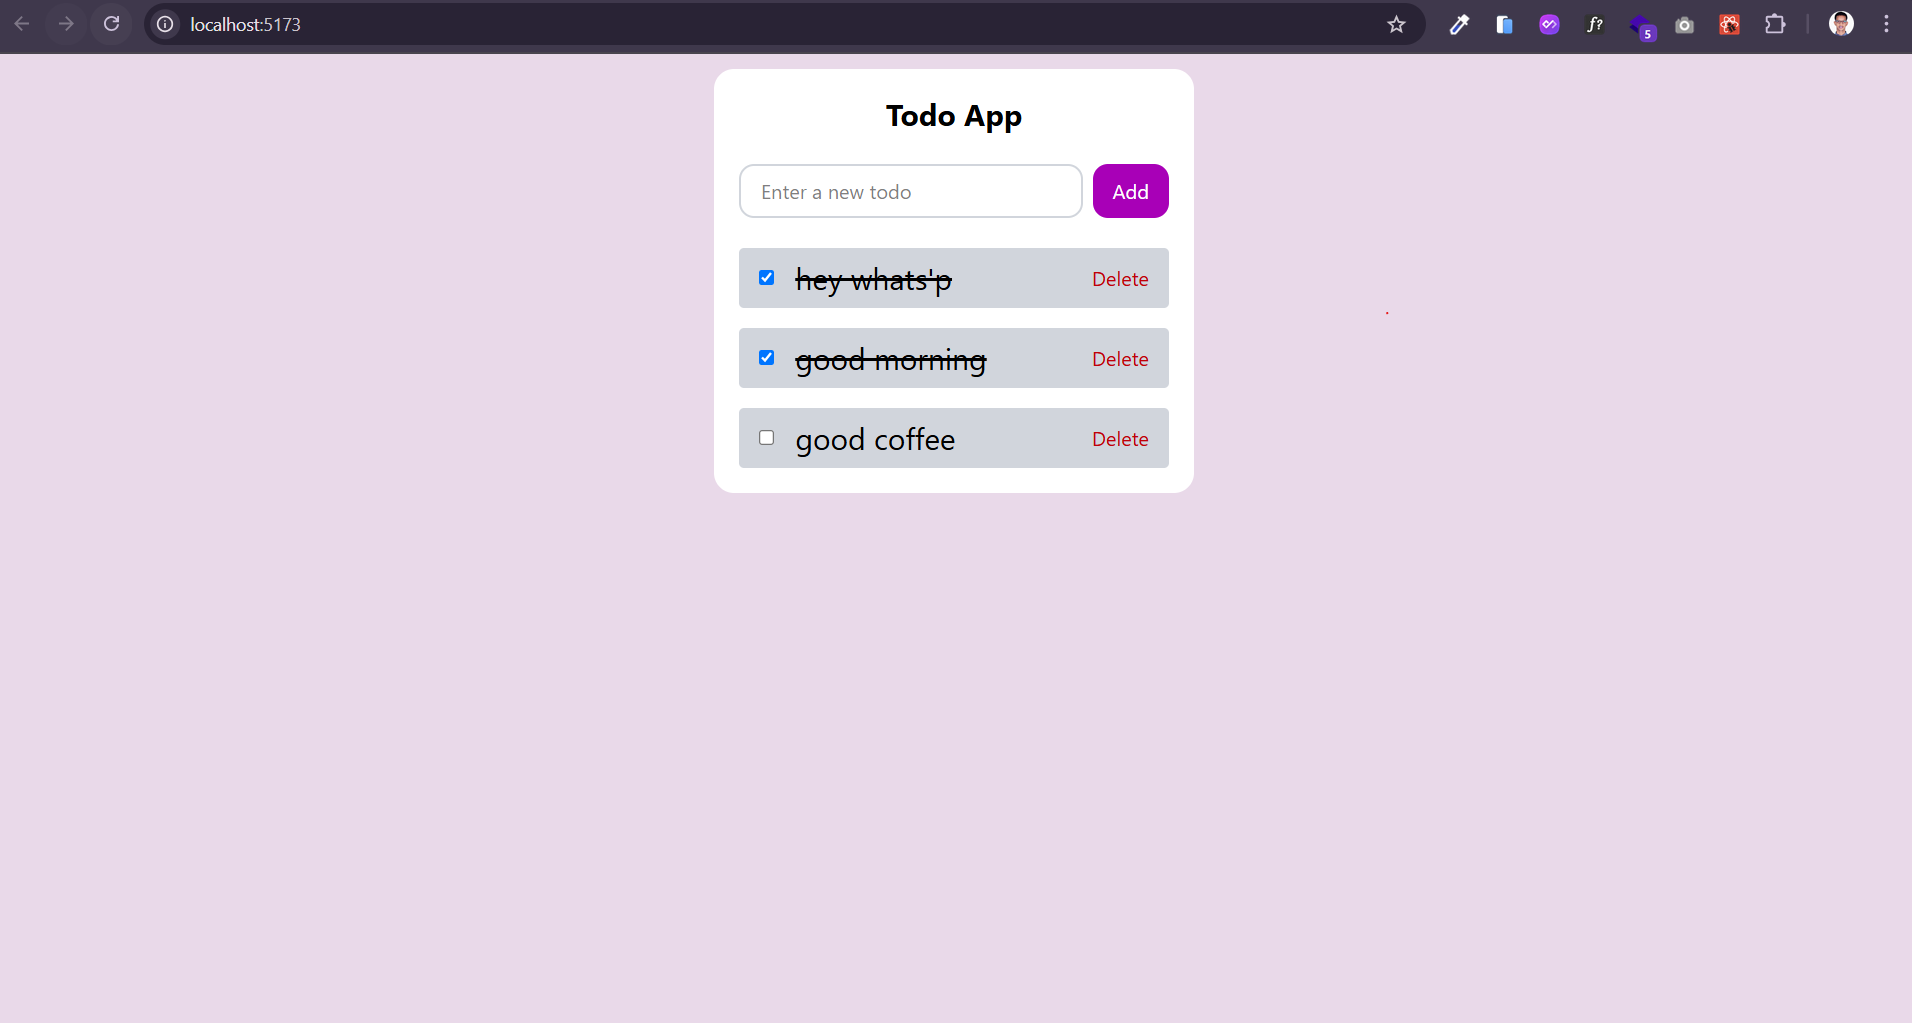 localhost:5173
f?
5
Todo App
Enter a new todo
Add
hey whats'p
Delete
good morning
Delete
good coffee
Delete